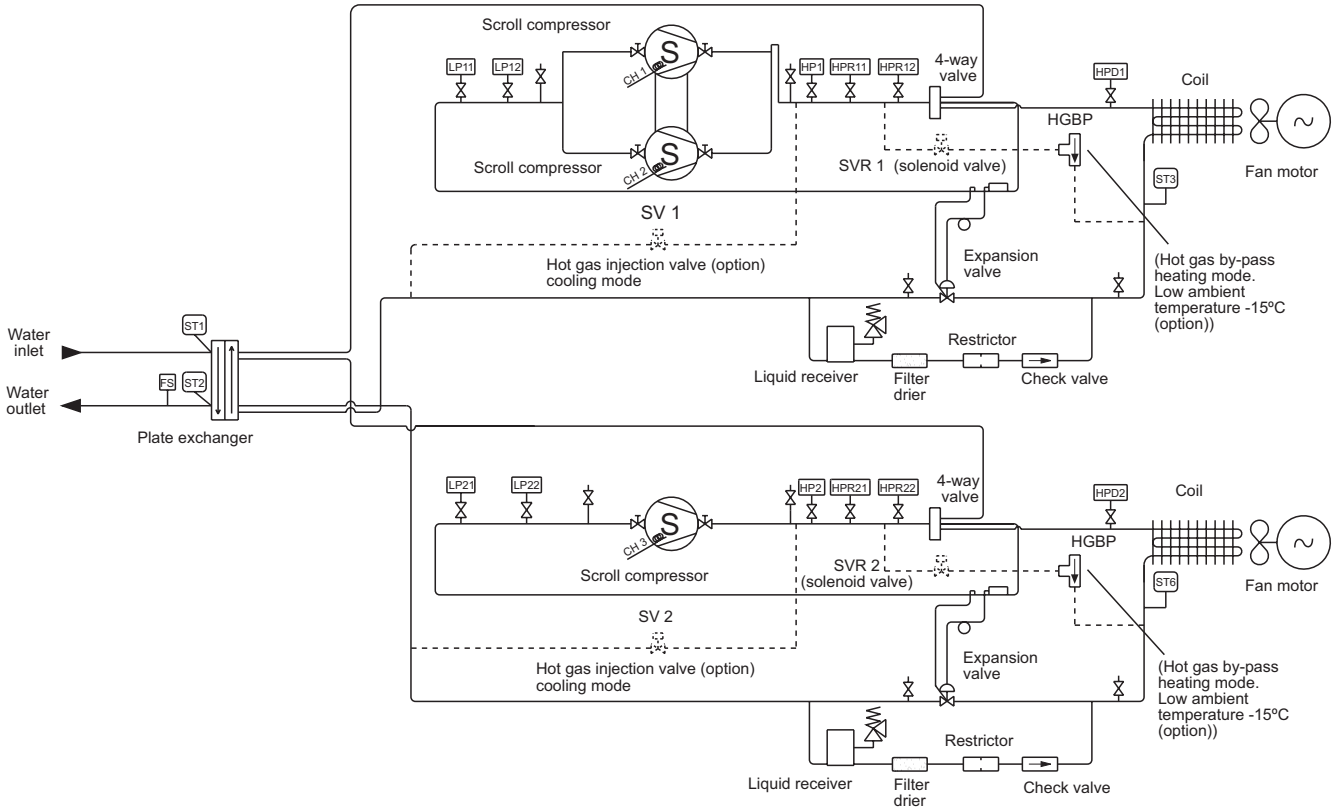 Scroll compressor
LP11
LP12
S
CH 1
HP1
HPR11
HPR12
4-way
valve
HPD1
Coil
~
Fan motor
HGBP
Scroll compressor
S
CH 2
SVR 1 (solenoid valve)
ST3
SV 1
Hot gas injection valve (option)
cooling mode
Expansion
valve
(Hot gas by-pass
heating mode.
Low ambient
temperature -15ºC
(option))
Water
inlet
ST1
Water
outlet
FS
ST2
Plate exchanger
Liquid receiver
Restrictor
Filter
drier
Check valve
LP21
LP22
S
CH 3
Scroll compressor
HP2
HPR21
HPR22
4-way
valve
HPD2
Coil
~
Fan motor
HGBP
SVR 2
(solenoid valve)
ST6
SV 2
Hot gas injection valve (option)
cooling mode
Expansion
valve
(Hot gas by-pass
heating mode.
Low ambient
temperature -15ºC
(option))
Liquid receiver
Restrictor
Filter
drier
Check valve